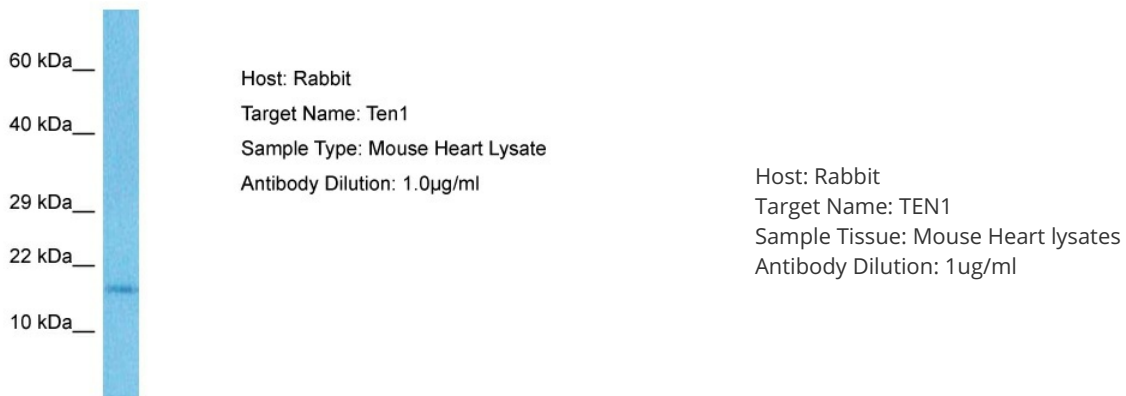 60 kDa__
40 kDa__
29 kDa__
22 kDa__
10 kDa__
Host: Rabbit
Target Name: Ten1
Sample Type: Mouse Heart Lysate
Antibody Dilution: 1.0µg/ml
Host: Rabbit
Target Name: TEN1
Sample Tissue: Mouse Heart lysates
Antibody Dilution: 1ug/ml